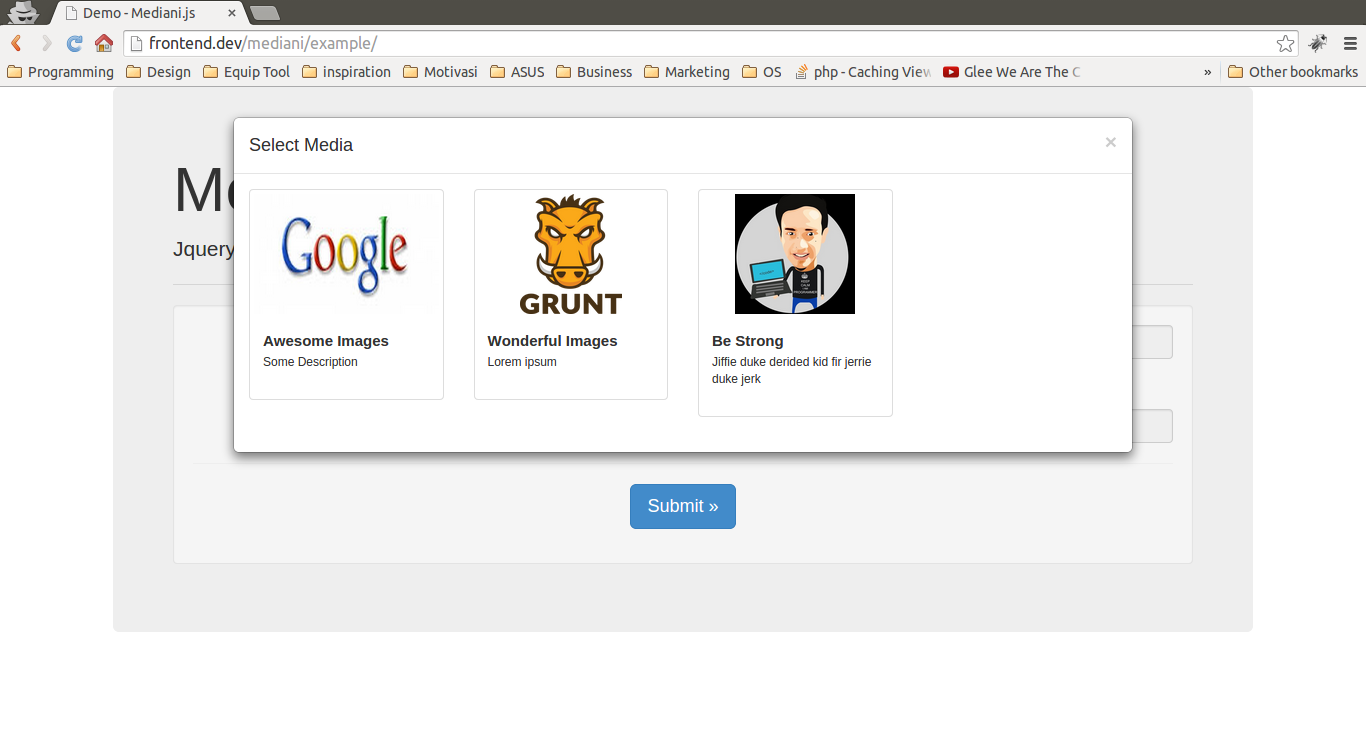 Demo - Mediani.js
frontend.dev/mediani/example/
Programming Design Equip Tool inspiration Motivasi ASUS Business Marketing OS php - Caching View Glee We Are The C » Other bookmarks
Select Media ×
Jquery
Google
GRUNT
KEEP
CALM
Awesome Images
Some Description
Wonderful Images
Lorem ipsum
Be Strong
Jiffie duke derided kid fir jerrie
duke jerk
Submit »